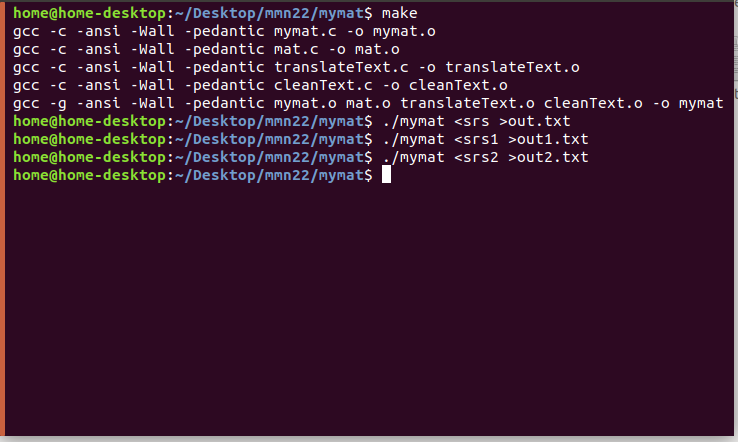 home@home-desktop:~/Desktop/mmn22/mymat$ make
gcc -c -ansi -Wall -pedantic mymat.c -o mymat.o
gcc -c -ansi -Wall -pedantic mat.c -o mat.o
gcc -c -ansi -Wall -pedantic translateText.c -o translateText.o
gcc -c -ansi -Wall -pedantic cleanText.c -o cleanText.o
gcc -g -ansi -Wall -pedantic mymat.o mat.o translateText.o cleanText.o -o mymat
home@home-desktop:~/Desktop/mmn22/mymat$ ./mymat <srs >out.txt
home@home-desktop:~/Desktop/mmn22/mymat$ ./mymat <srs1 >out1.txt
home@home-desktop:~/Desktop/mmn22/mymat$ ./mymat <srs2 >out2.txt
home@home-desktop:~/Desktop/mmn22/mymat$